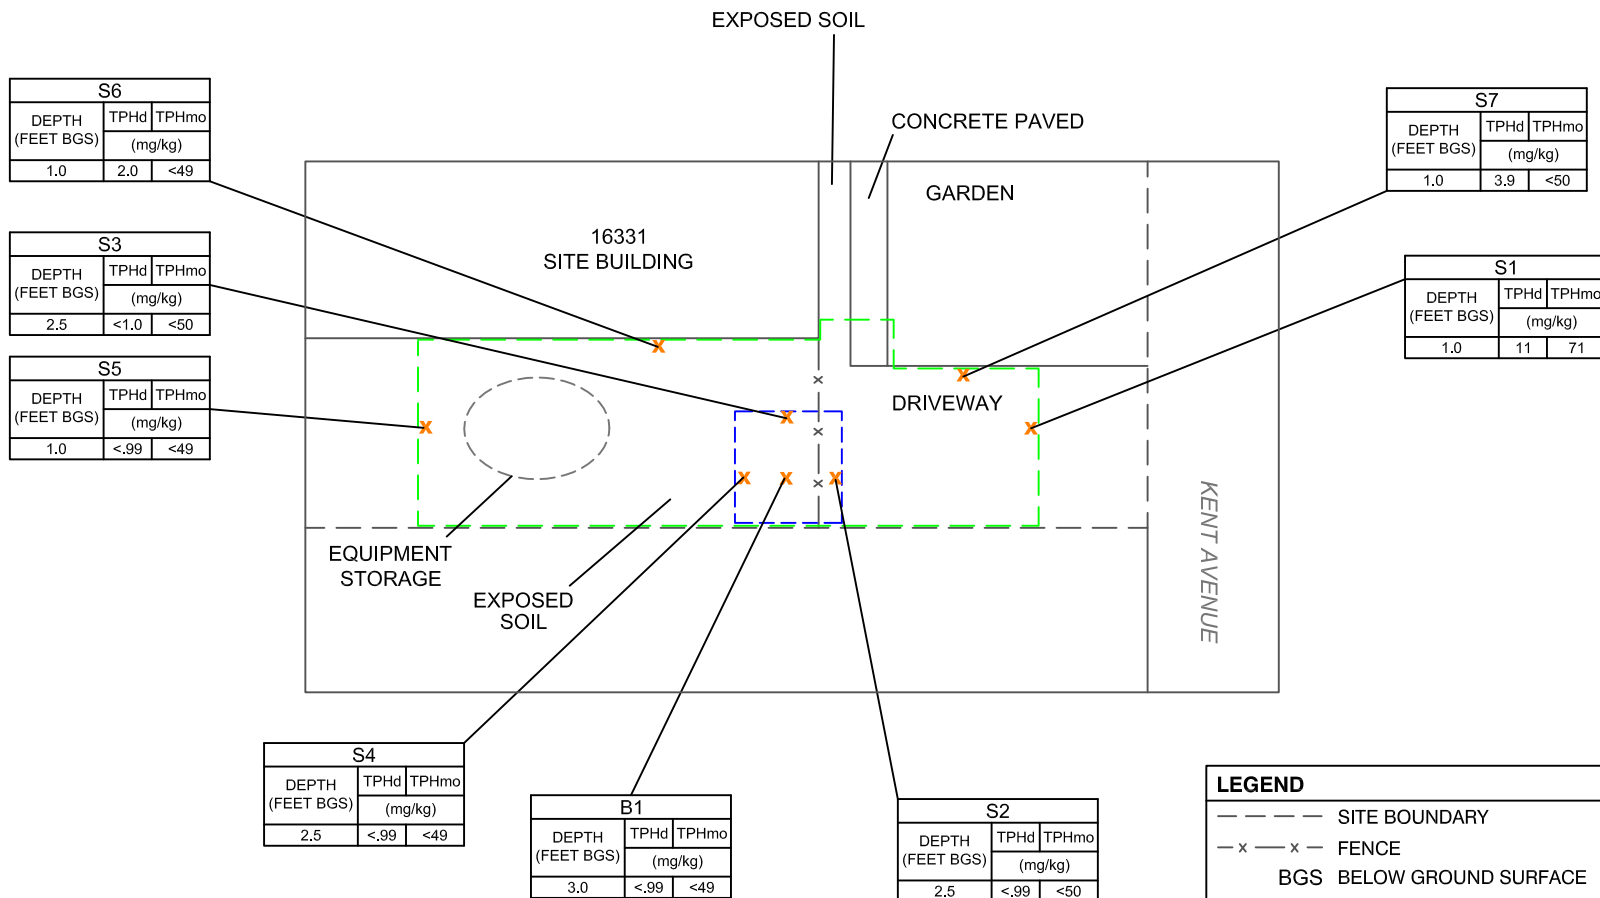 EXPOSED SOIL
S6
DEPTH (FEET BGS) TPHd TPHmo
(mg/kg)
1.0 2.0 <49
S7
DEPTH (FEET BGS) TPHd TPHmo
(mg/kg)
1.0 3.9 <50
CONCRETE PAVED
GARDEN
16331
SITE BUILDING
S3
DEPTH (FEET BGS) TPHd TPHmo
(mg/kg)
2.5 <1.0 <50
S1
DEPTH (FEET BGS) TPHd TPHmo
(mg/kg)
1.0 11 71
S5
DEPTH (FEET BGS) TPHd TPHmo
(mg/kg)
1.0 <.99 <49
DRIVEWAY
KENT AVENUE
EQUIPMENT
STORAGE
EXPOSED
SOIL
S4
DEPTH (FEET BGS) TPHd TPHmo
(mg/kg)
2.5 <.99 <49
B1
DEPTH (FEET BGS) TPHd TPHmo
(mg/kg)
3.0 <.99 <49
S2
DEPTH (FEET BGS) TPHd TPHmo
(mg/kg)
2.5 <.99 <50
LEGEND
SITE BOUNDARY
FENCE
BGS BELOW GROUND SURFACE